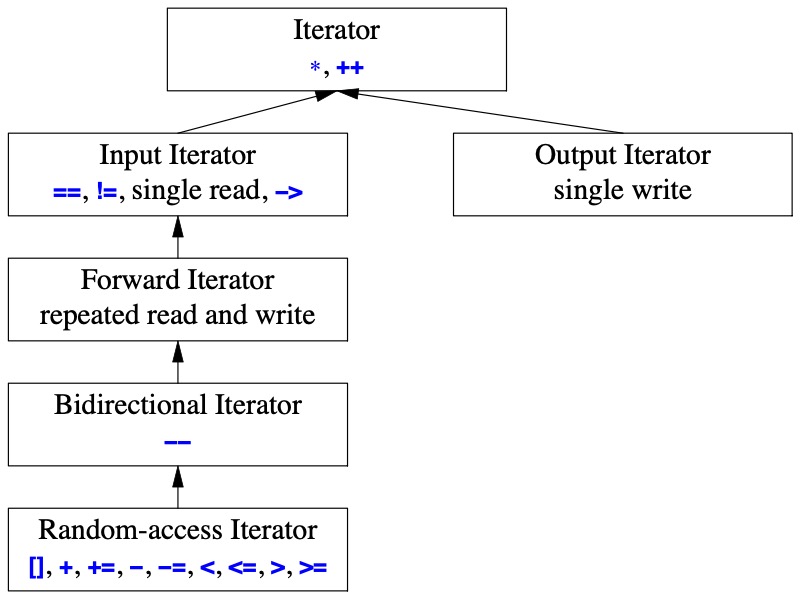 Iterator
*, ++
Input Iterator
==, !=, single read, –>
Output Iterator
single write
Forward Iterator
repeated read and write
Bidirectional Iterator
––
Random-access Iterator
[], +, +=, –, –=, <, <=, >, >=